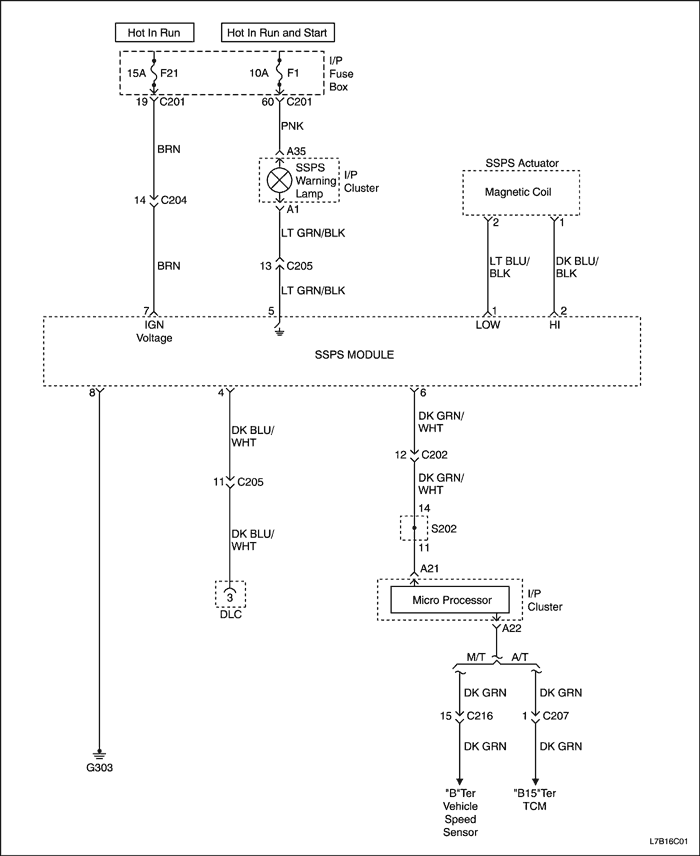 Hot In Run
Hot In Run and Start
15A F21
10A F1
I/P
Fuse
Box
19 C201
60 C201
BRN
PNK
A35
SSPS
Warning
Lamp
I/P
Cluster
A1
14 C204
LT GRN/BLK
13 C205
BRN
LT GRN/BLK
SSPS Actuator
Magnetic Coil
2
1
LT BLU/
BLK
DK BLU/
BLK
7
5
1
2
IGN
Voltage
LOW
HI
SSPS MODULE
8
4
6
DK BLU/
WHT
DK GRN/
WHT
11 C205
12 C202
DK GRN/
WHT
DK BLU/
WHT
14
S202
11
3
DLC
A21
Micro Processor
I/P
Cluster
A22
M/T
A/T
DK GRN
DK GRN
15 C216
1 C207
DK GRN
DK GRN
"B"Ter
Vehicle
Speed
Sensor
"B15"Ter
TCM
G303
L7B16C01